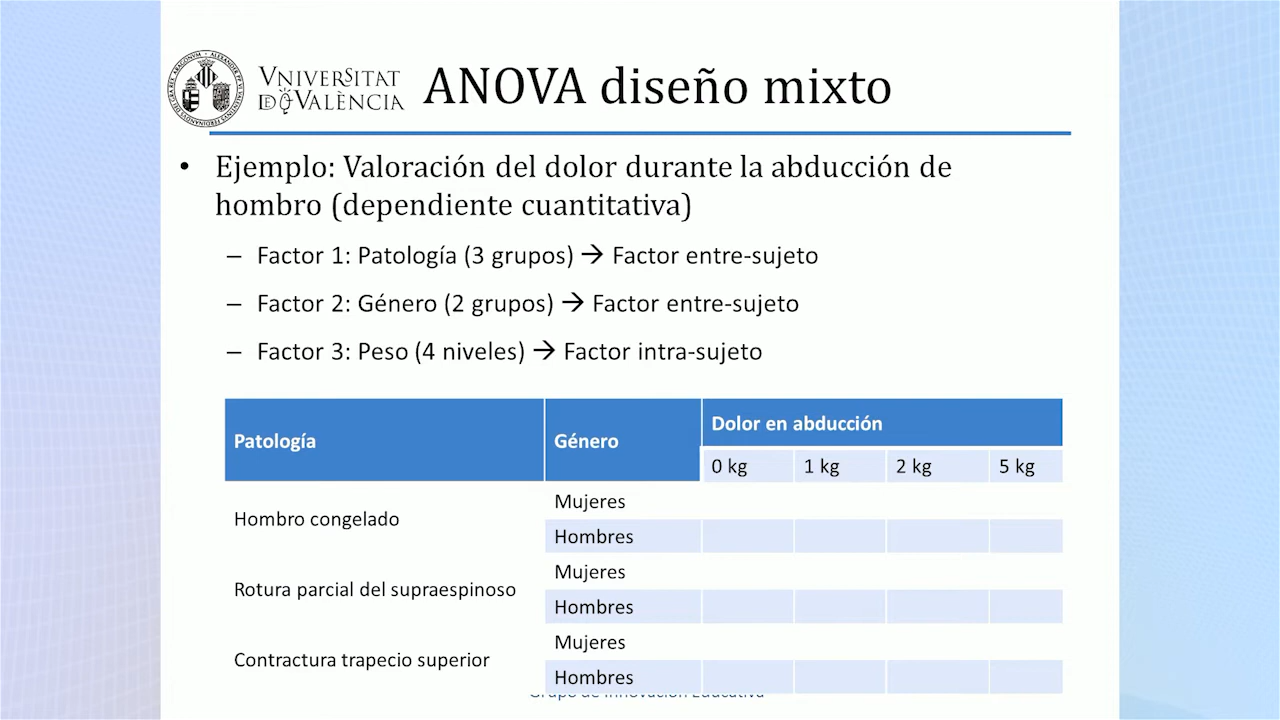 VNIVERSITAT
DE VALÈNCIA
ANOVA diseño mixto
• Ejemplo: Valoración del dolor durante la abducción de
hombro (dependiente cuantitativa)
– Factor 1: Patología (3 grupos) → Factor entre-sujeto
– Factor 2: Género (2 grupos) → Factor entre-sujeto
– Factor 3: Peso (4 niveles) → Factor intra-sujeto
Patología Género Dolor en abducción
0 kg 1 kg 2 kg 5 kg
Hombro congelado
Mujeres
Hombres
Rotura parcial del supraespinoso
Mujeres
Hombres
Contractura trapecio superior
Mujeres
Hombres
Grupo de Innovación Educativa